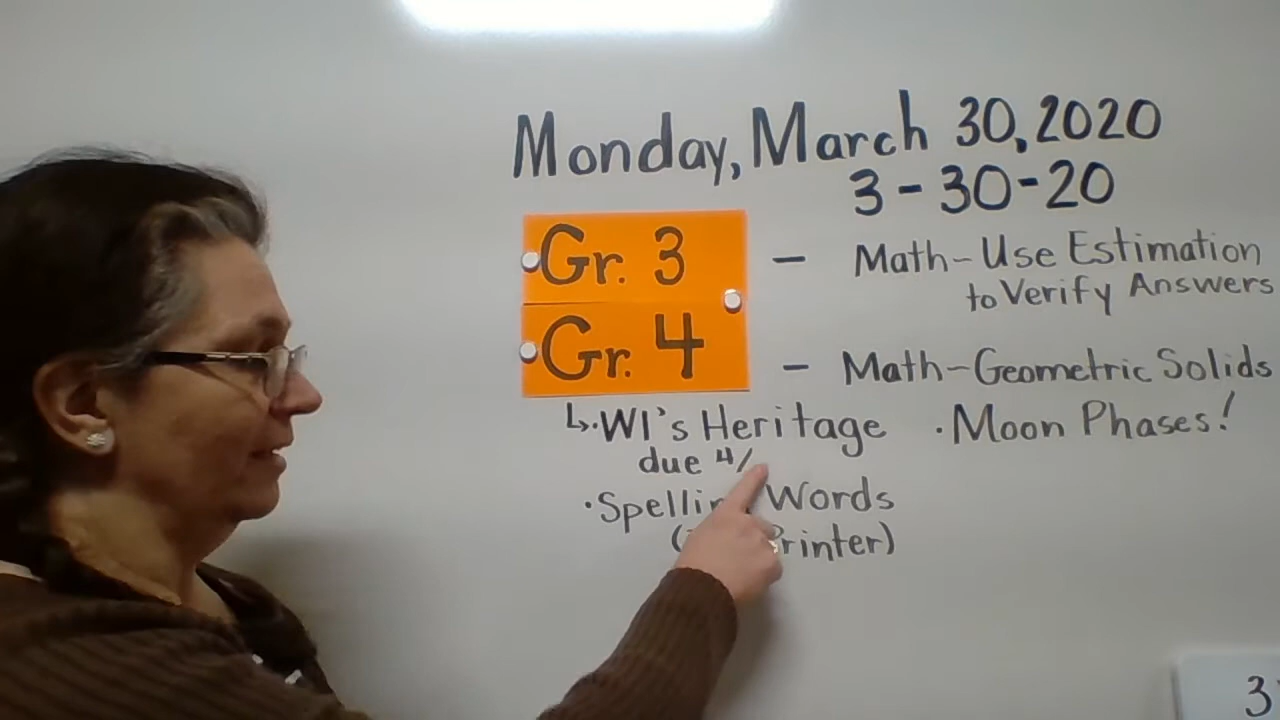 Monday, March 30, 2020
3-30-20
Gr. 3 - Math-Use Estimation
to Verify Answers
Gr. 4 - Math-Geometric Solids
↳·WI's Heritage ·Moon Phases!
due 4/
·Spelling Words
(Printer)
3